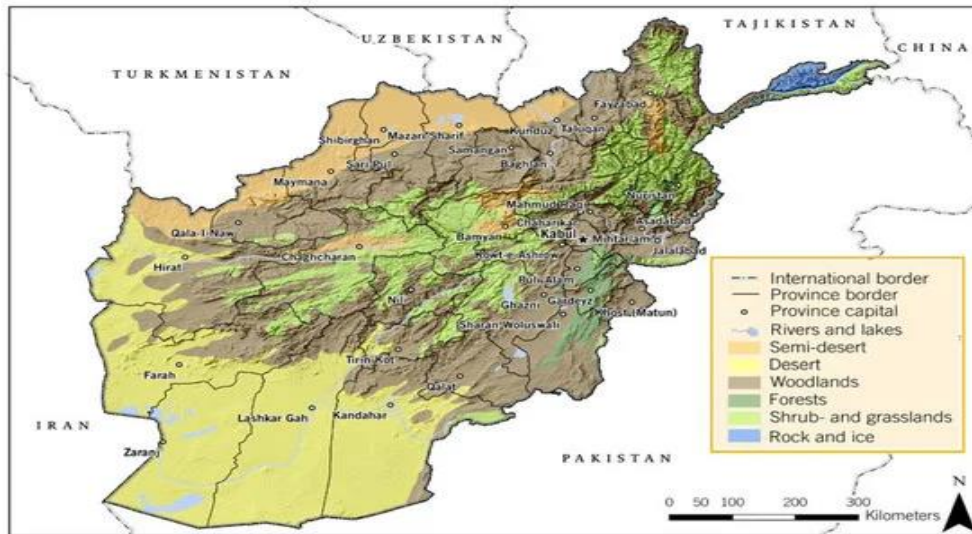 TAJIKISTAN
UZBEKISTAN
CHINA
TURKMENISTAN
Fayzabad
Kunduz
Taluqan
Mazari Sharif
Shibirghan
Samangan
Sari Pul
Baghlan
Maymana
Nuristan
Mahmud Raqi
Asadabad
Chaharikar
Qala-I-Naw
Bamyan
Kabul
Mihtarlam
Jalalabad
Chaghcharan
Kowt-e-Ashrow
Hirat
Puli Alam
Nili
Ghazni
Gardeyz
Khost (Matun)
Sharan-Woluswali
Tirin Kot
Farah
Qalat
Lashkar Gah
Kandahar
IRAN
Zaranj
PAKISTAN
International border
Province border
Province capital
Rivers and lakes
Semi-desert
Desert
Woodlands
Forests
Shrub- and grasslands
Rock and ice
N
0 50 100 200 300
Kilometers